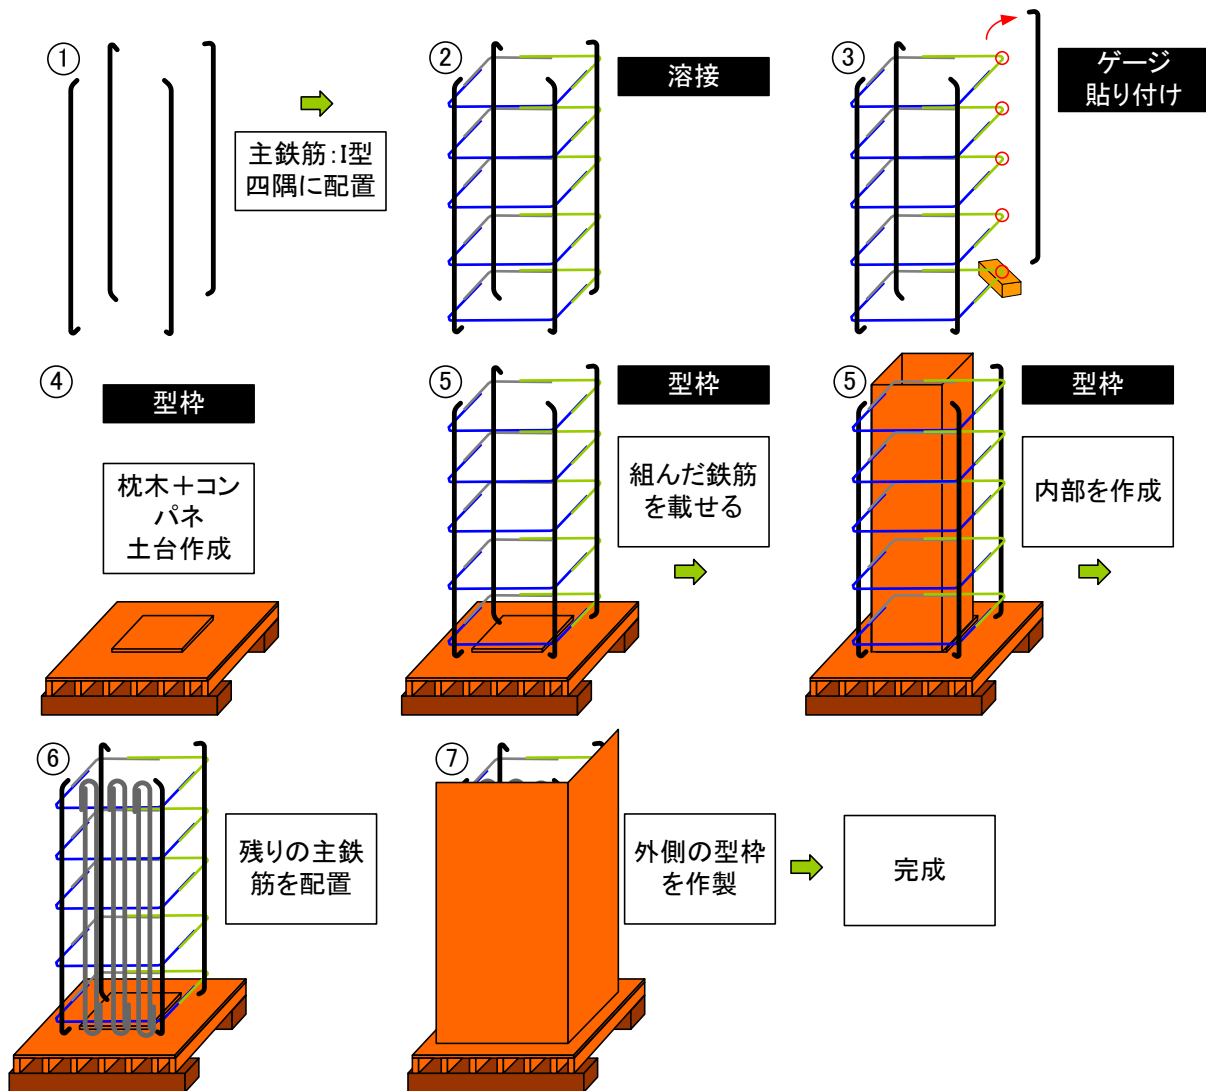 ①
主鉄筋:I型
四隅に配置
②
溶接
③
ゲージ
貼り付け
④
型枠
枕木+コン
パネ
土台作成
⑤
型枠
組んだ鉄筋
を載せる
⑤
型枠
内部を作成
⑥
残りの主鉄
筋を配置
⑦
外側の型枠
を作製
完成